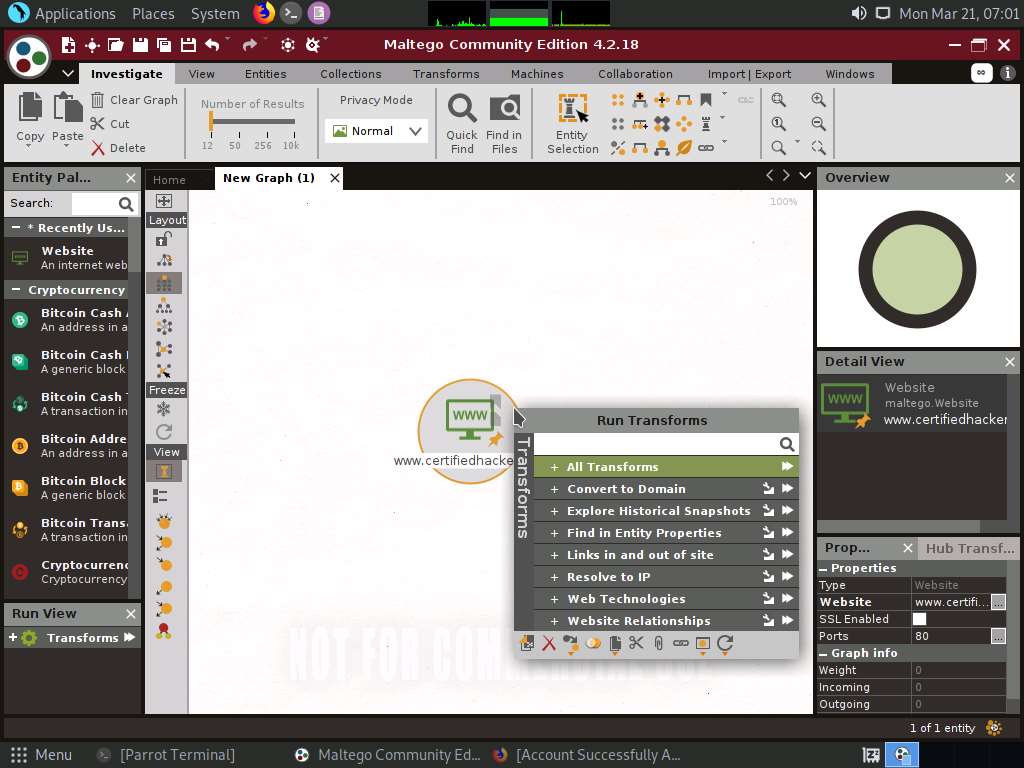 Applications Places System
Mon Mar 21, 07:01
Maltego Community Edition 4.2.18
Investigate View Entities Collections Transforms Machines Collaboration Import | Export Windows
Copy
Paste
Clear Graph
Cut
Delete
Number of Results
12 50 256 10k
Privacy Mode
Normal
Quick Find
Find in Files
Entity Selection
Entity Pal...
Search:
* Recently Us...
Website
An internet web
Cryptocurrency
Bitcoin Cash
An address in a
Bitcoin Cash
A generic block
Bitcoin Cash
A transaction in
Bitcoin Addre
An address in a
Bitcoin Block
A generic block
Bitcoin Trans
A transaction in
Cryptocurrenc
Cryptocurrency
Run View
Transforms
Home
New Graph (1)
Layout
Freeze
View
100%
WWW
www.certifiedhacke
NOT FOR COM
Run Transforms
Transforms
+ All Transforms
+ Convert to Domain
+ Explore Historical Snapshots
+ Find in Entity Properties
+ Links in and out of site
+ Resolve to IP
+ Web Technologies
+ Website Relationships
Overview
Detail View
WWW
Website
maltego.Website
www.certifiedhacker
Prop...
Hub Transf...
Properties
Type Website
Website www.certifi... ...
SSL Enabled
Ports 80 ...
Graph info
Weight 0
Incoming 0
Outgoing 0
1 of 1 entity
Menu
[Parrot Terminal]
Maltego Community Ed...
[Account Successfully A...